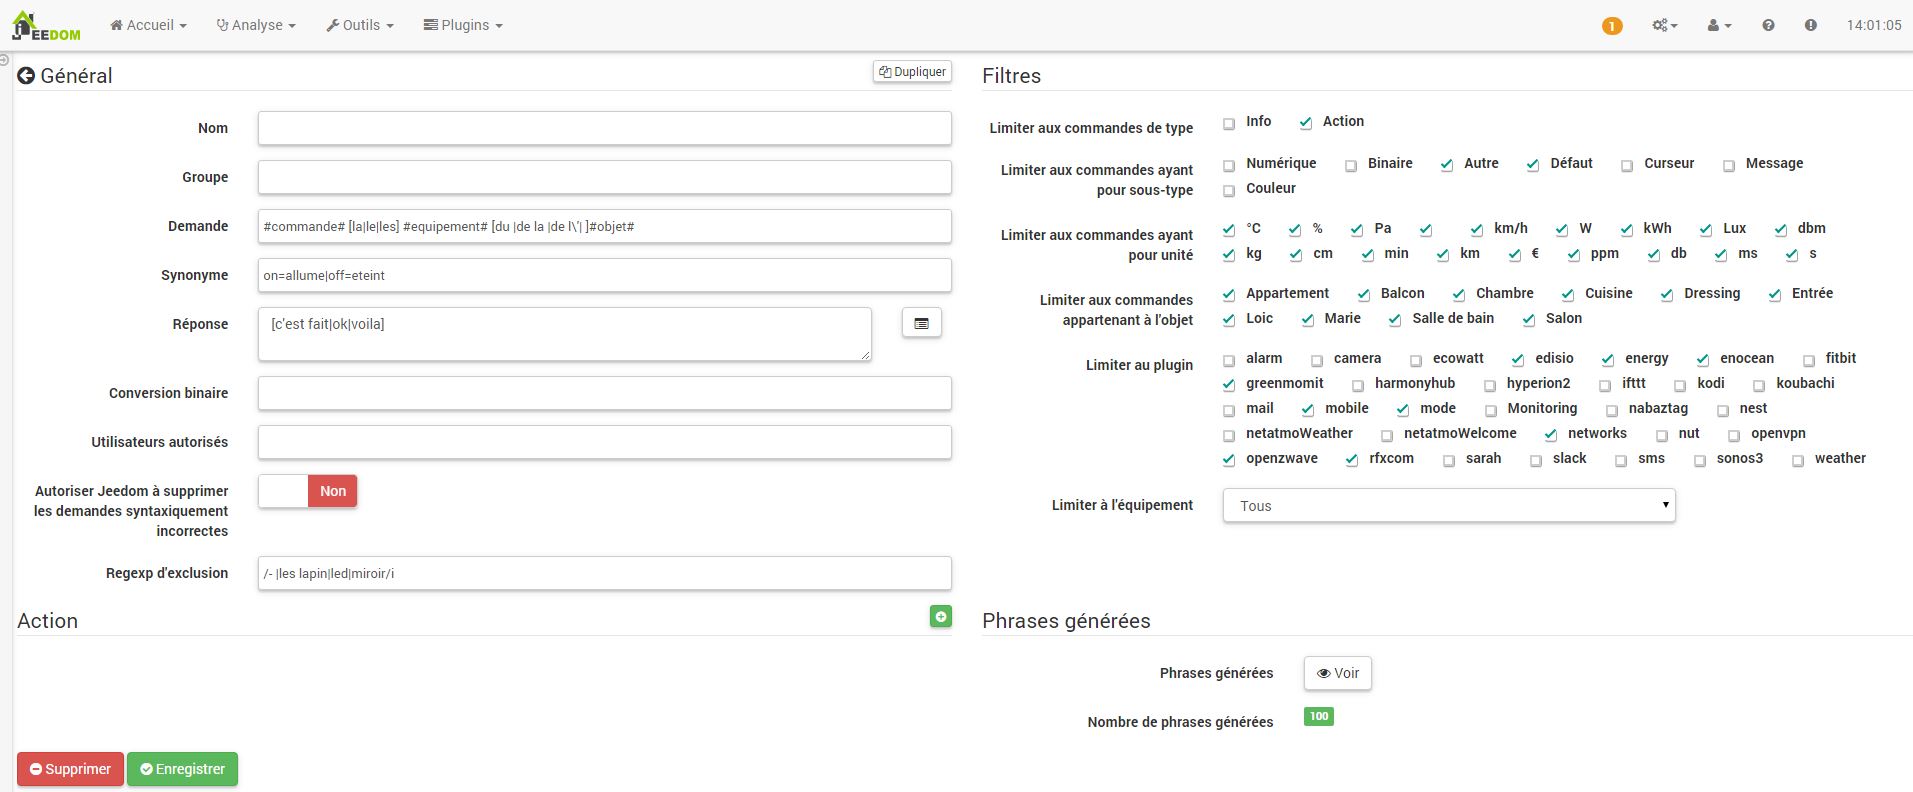 JEEDOM Accueil Analyse Outils Plugins 1 14:01:05
Général
Dupliquer
Nom
Groupe
Demande #commande# [la|le|les] #equipement# [du |de la |de l\'| ]#objet#
Synonyme on=allume|off=eteint
Réponse [c'est fait|ok|voila]
Conversion binaire
Utilisateurs autorisés
Autoriser Jeedom à supprimer
les demandes syntaxiquement
incorrectes
Non
Regexp d'exclusion /- |les lapin|led|miroir/i
Action
Supprimer Enregistrer
Filtres
Limiter aux commandes de type Info Action
Limiter aux commandes ayant
pour sous-type
Numérique Binaire Autre Défaut Curseur Message
Couleur
Limiter aux commandes ayant
pour unité
°C % Pa km/h W kWh Lux dbm
kg cm min km € ppm db ms s
Limiter aux commandes
appartenant à l'objet
Appartement Balcon Chambre Cuisine Dressing Entrée
Loic Marie Salle de bain Salon
Limiter au plugin alarm camera ecowatt edisio energy enocean fitbit
greenmomit harmonyhub hyperion2 ifttt kodi koubachi
mail mobile mode Monitoring nabaztag nest
netatmoWeather netatmoWelcome networks nut openvpn
openzwave rfxcom sarah slack sms sonos3 weather
Limiter à l'équipement Tous
Phrases générées
Phrases générées Voir
Nombre de phrases générées 100